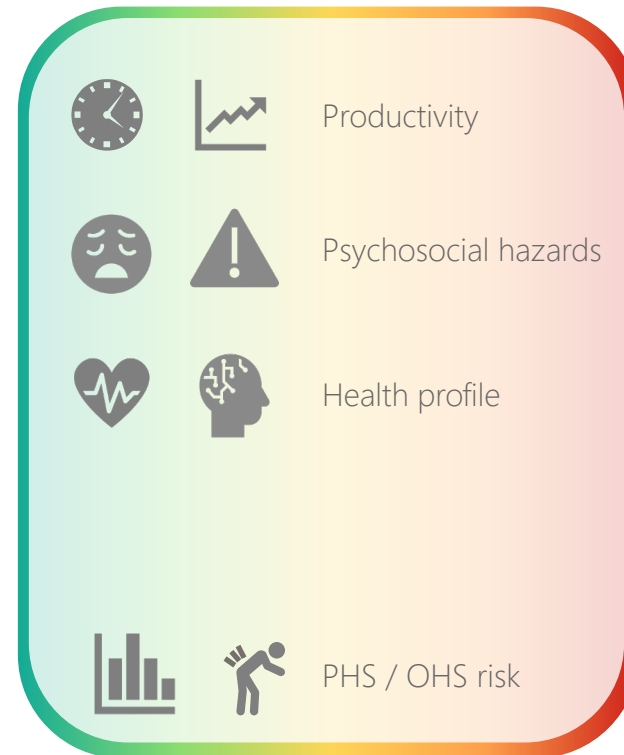 Productivity
Psychosocial hazards
Health profile
PHS / OHS risk